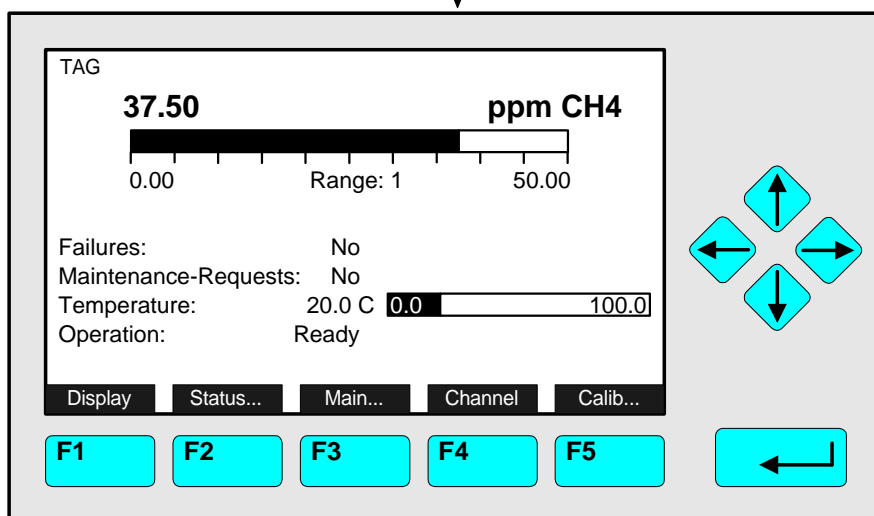 TAG
37.50 ppm CH4
0.00 Range: 1 50.00
Failures: No
Maintenance-Requests: No
Temperature: 20.0 C 0.0 100.0
Operation: Ready
Display Status... Main... Channel Calib...
F1 F2 F3 F4 F5